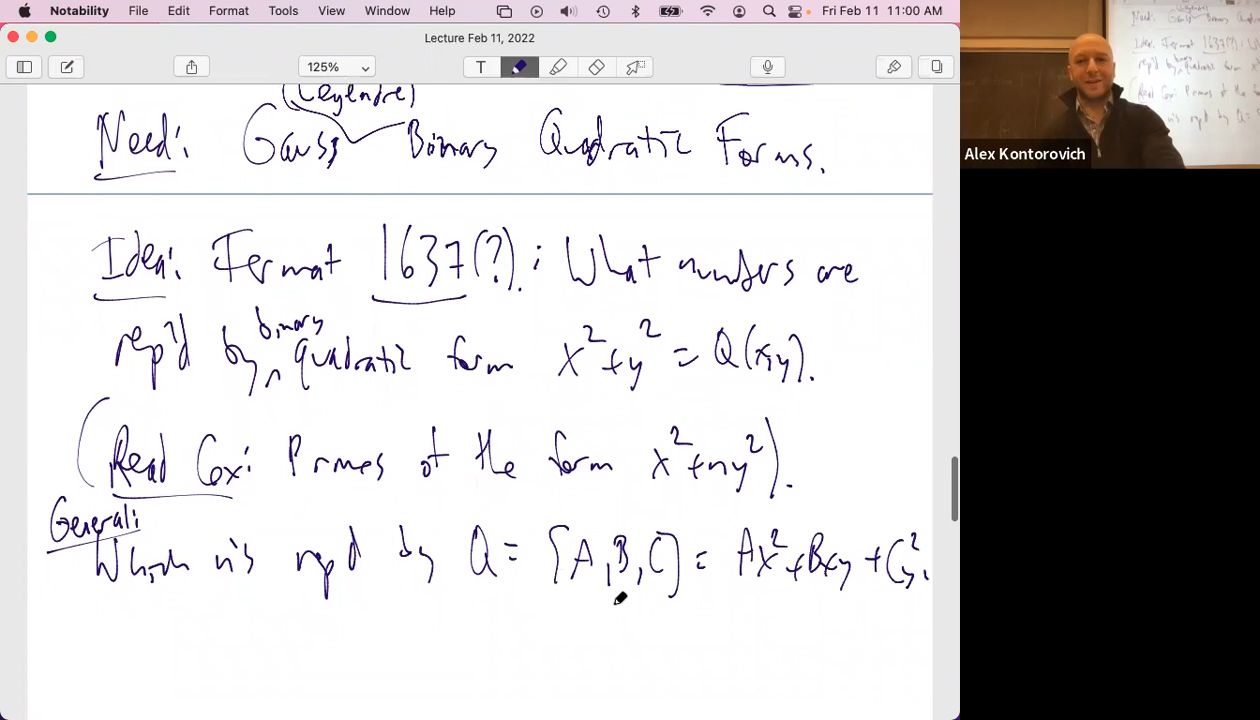 Notability File Edit Format Tools View Window Help Fri Feb 11 11:00 AM
Lecture Feb 11, 2022
125% T
(Legendre)
Need: Gauss Binary Quadratic Forms.
Idea: Fermat 1637(?): What numbers are
binary
rep'd by ∧ quadratic form x²+y² = Q(x,y).
(Read Cox: Primes of the form x²+ny²).
General:
Which n's rep'd by Q = [A,B,C] = Ax²+Bxy+Cy².
Alex Kontorovich